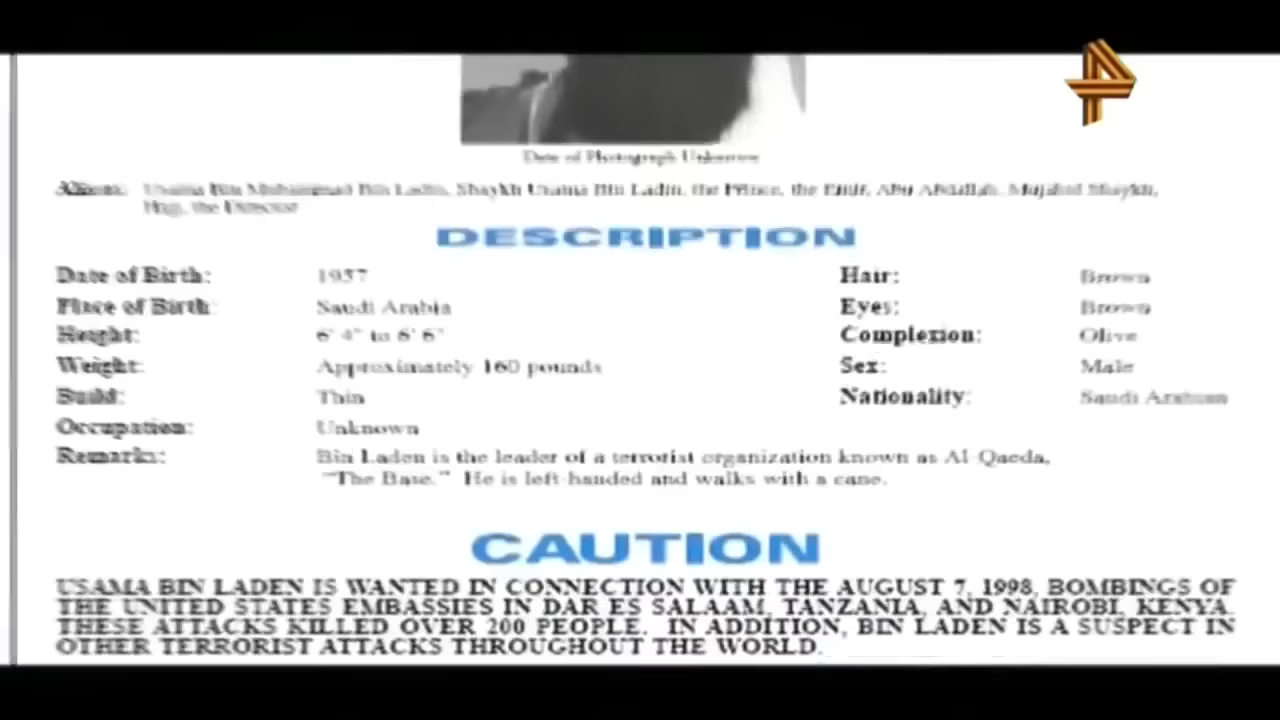 Date of Photograph Unknown
Aliases: Usama Bin Muhammad Bin Ladin, Shaykh Usama Bin Ladin, the Prince, the Emir, Abu Abdallah, Mujahid Shaykh,
Hajj, the Director
DESCRIPTION
Date of Birth: 1957 Hair: Brown
Place of Birth: Saudi Arabia Eyes: Brown
Height: 6' 4" to 6' 6" Complexion: Olive
Weight: Approximately 160 pounds Sex: Male
Build: Thin Nationality: Saudi Arabian
Occupation: Unknown
Remarks: Bin Laden is the leader of a terrorist organization known as Al-Qaeda,
"The Base." He is left-handed and walks with a cane.
CAUTION
USAMA BIN LADEN IS WANTED IN CONNECTION WITH THE AUGUST 7, 1998, BOMBINGS OF
THE UNITED STATES EMBASSIES IN DAR ES SALAAM, TANZANIA, AND NAIROBI, KENYA.
THESE ATTACKS KILLED OVER 200 PEOPLE. IN ADDITION, BIN LADEN IS A SUSPECT IN
OTHER TERRORIST ATTACKS THROUGHOUT THE WORLD.